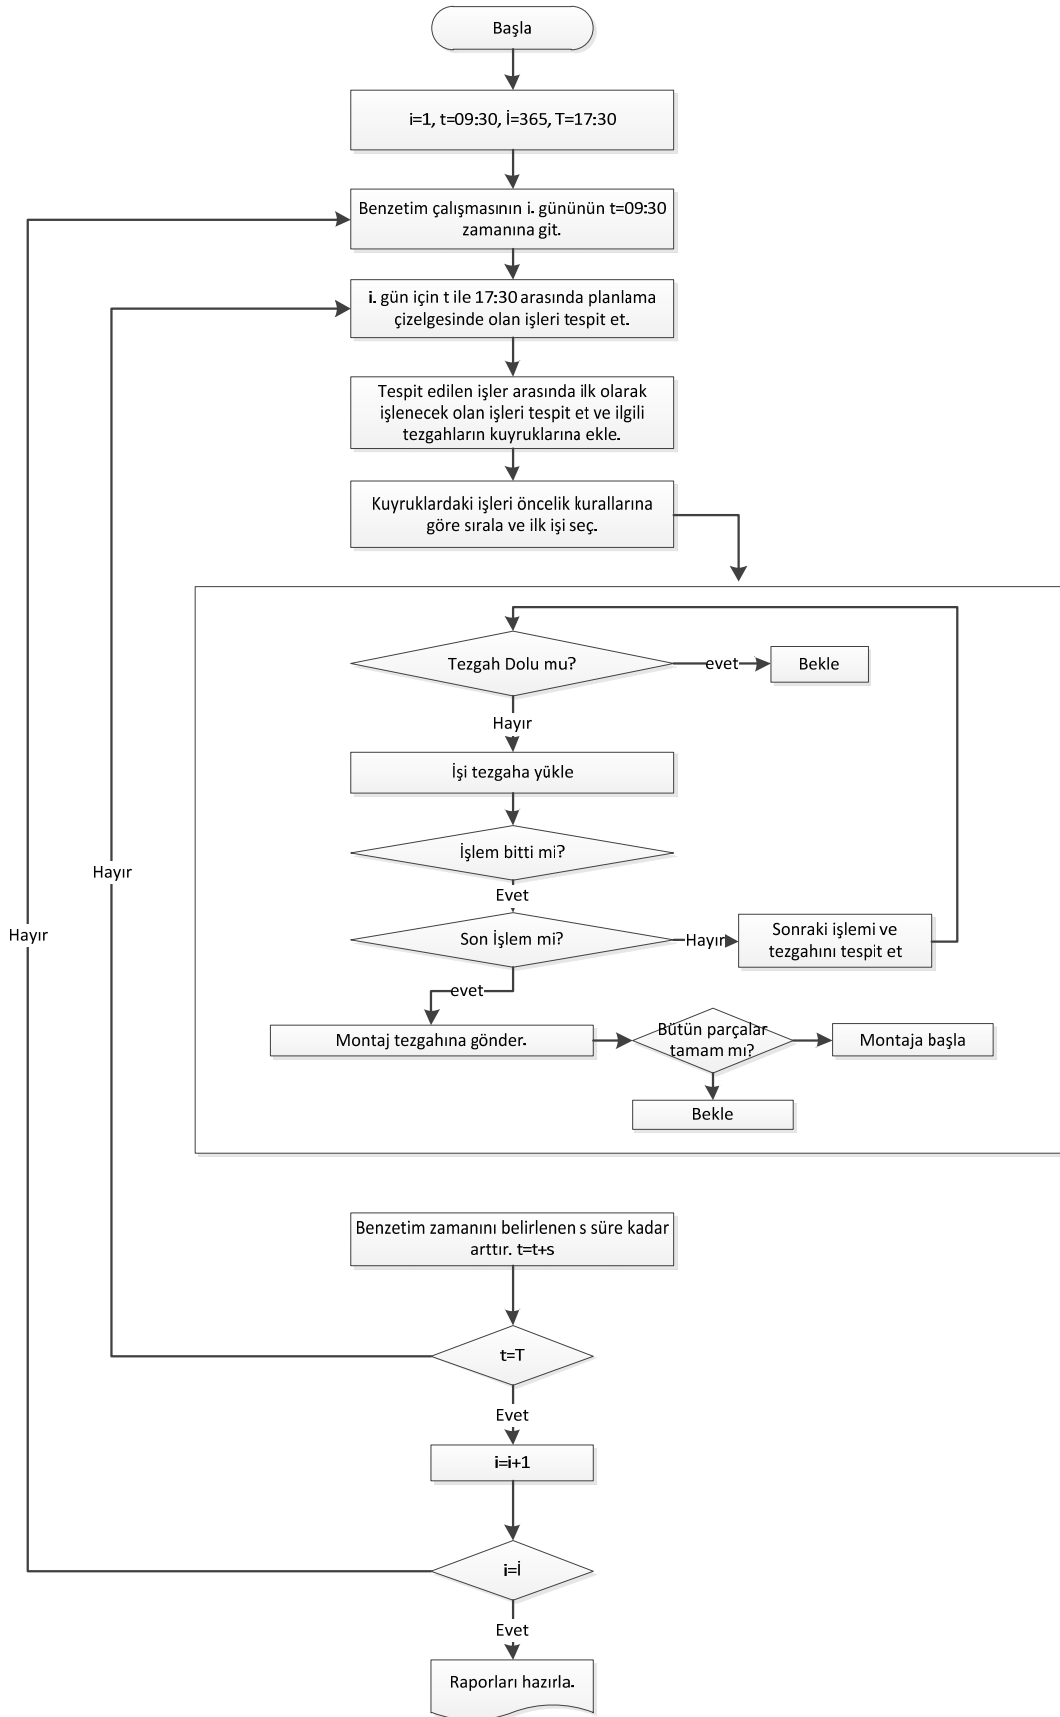 Başla
i=1, t=09:30, İ=365, T=17:30
Benzetim çalışmasının i. gününün t=09:30
zamanına git.
i. gün için t ile 17:30 arasında planlama
çizelgesinde olan işleri tespit et.
Tespit edilen işler arasında ilk olarak
işlenecek olan işleri tespit et ve ilgili
tezgahların kuyruklarına ekle.
Kuyruklardaki işleri öncelik kurallarına
göre sırala ve ilk işi seç.
Tezgah Dolu mu?
evet
Bekle
Hayır
İşi tezgaha yükle
İşlem bitti mi?
Evet
Son İşlem mi?
Hayır
Sonraki işlemi ve
tezgahını tespit et
evet
Montaj tezgahına gönder.
Bütün parçalar
tamam mı?
Montaja başla
Bekle
Hayır
Hayır
Benzetim zamanını belirlenen s süre kadar
arttır. t=t+s
t=T
Evet
i=i+1
i=İ
Evet
Raporları hazırla.